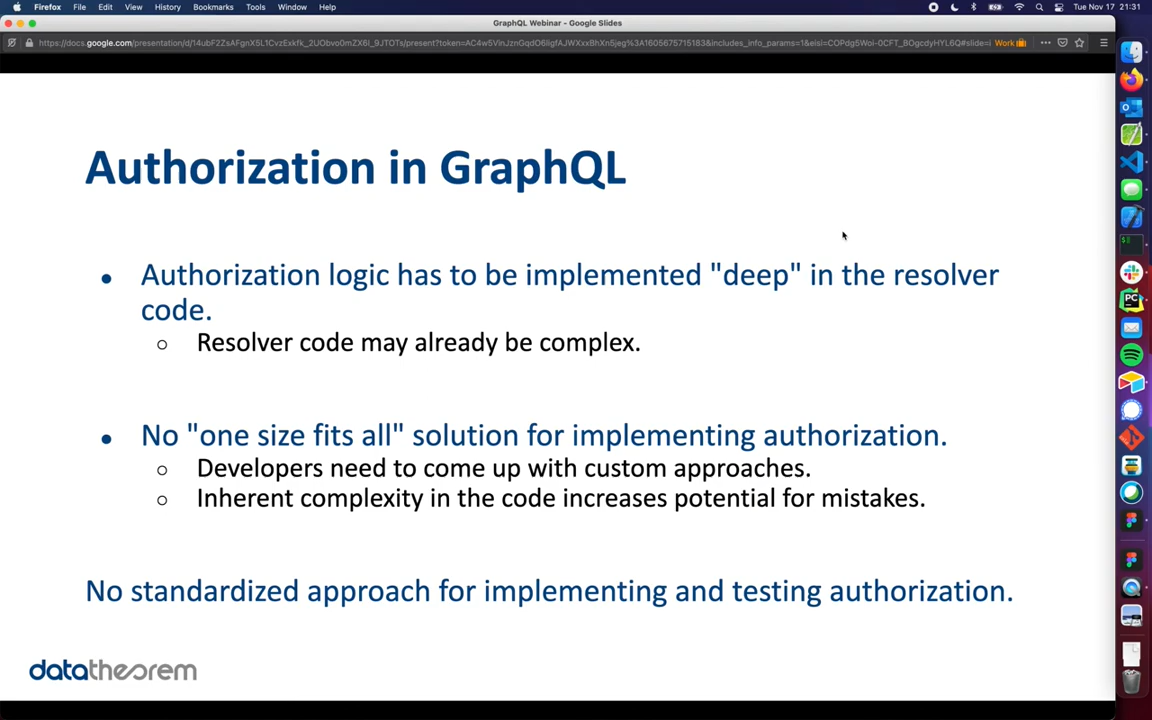 Firefox File Edit View History Bookmarks Tools Window Help Tue Nov 17 21:31
GraphQL Webinar - Google Slides
Work
Authorization in GraphQL
Authorization logic has to be implemented "deep" in the resolver
code.
Resolver code may already be complex.
No "one size fits all" solution for implementing authorization.
Developers need to come up with custom approaches.
Inherent complexity in the code increases potential for mistakes.
No standardized approach for implementing and testing authorization.
datatheorem